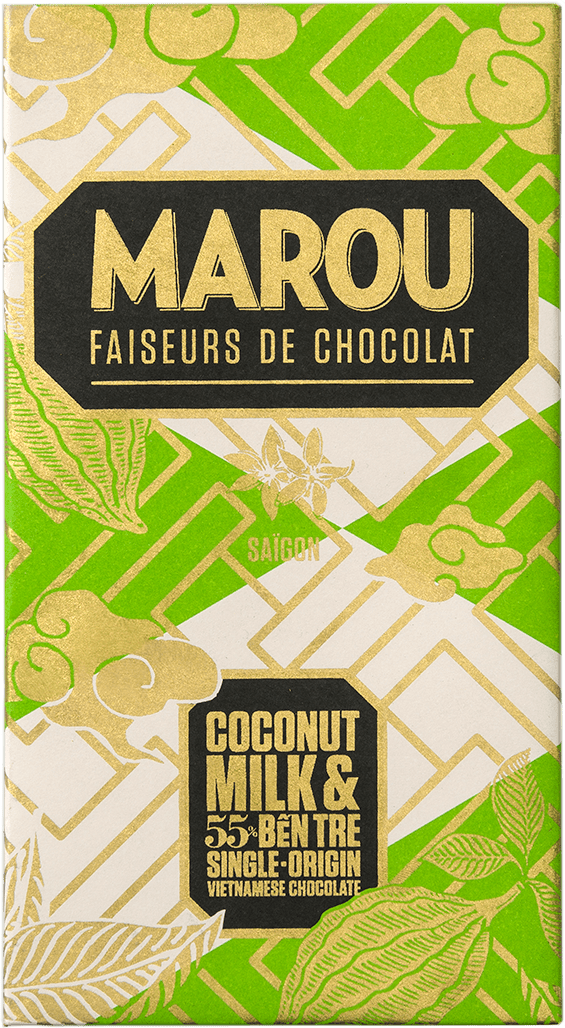 MAROU
FAISEURS DE CHOCOLAT
SAÏGON
COCONUT
MILK &
55% BẾN TRE
SINGLE-ORIGIN
VIETNAMESE CHOCOLATE